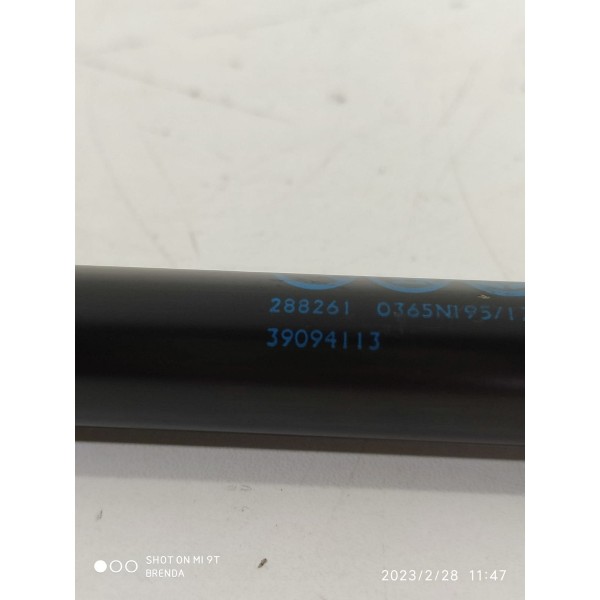 288261 0365N195/1
39094113
SHOT ON MI 9T
BRENDA
2023/2/28 11:47